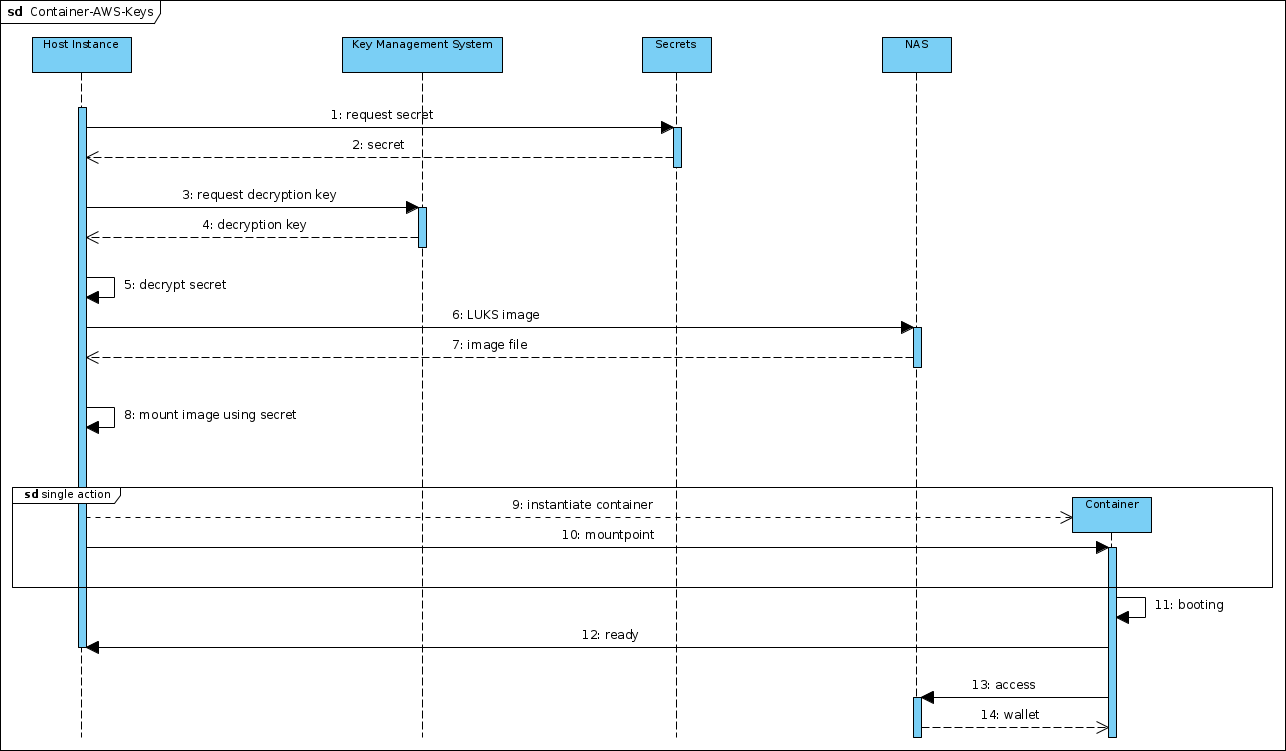 sd Container-AWS-Keys
Host Instance
Key Management System
Secrets
NAS
1: request secret
2: secret
3: request decryption key
4: decryption key
5: decrypt secret
6: LUKS image
7: image file
8: mount image using secret
sd single action
9: instantiate container
Container
10: mountpoint
11: booting
12: ready
13: access
14: wallet